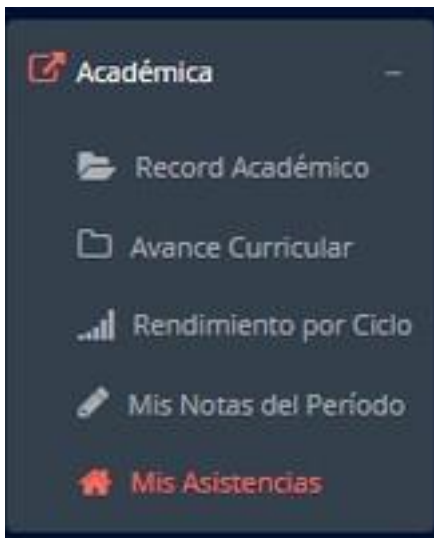 Académica
Record Académico
Avance Curricular
Rendimiento por Ciclo
Mis Notas del Período
Mis Asistencias